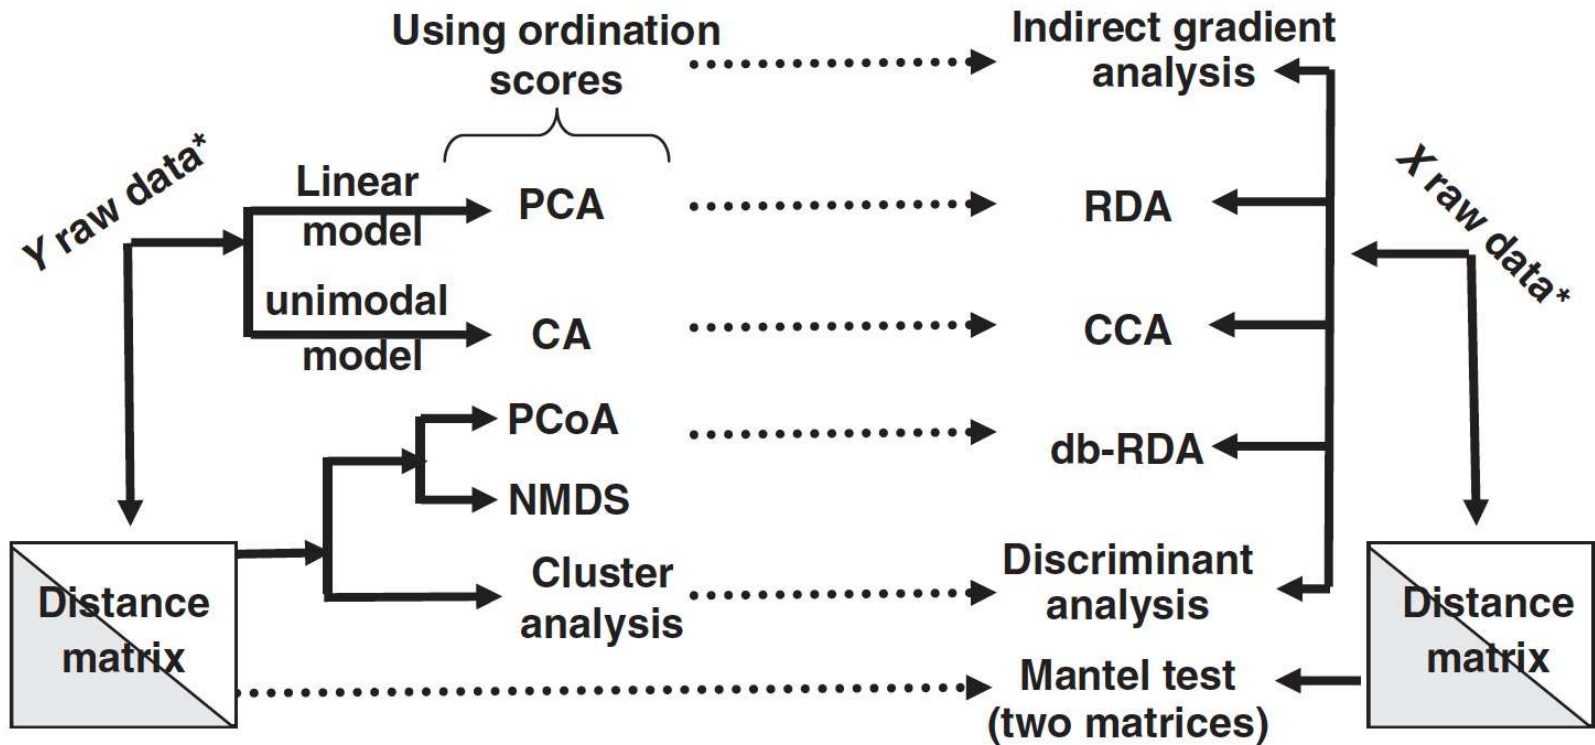 Using ordination
scores
Indirect gradient
analysis
Y raw data*
X raw data*
Linear
model
PCA
RDA
unimodal
model
CA
CCA
PCoA
db-RDA
NMDS
Cluster
analysis
Discriminant
analysis
Distance
matrix
Distance
matrix
Mantel test
(two matrices)